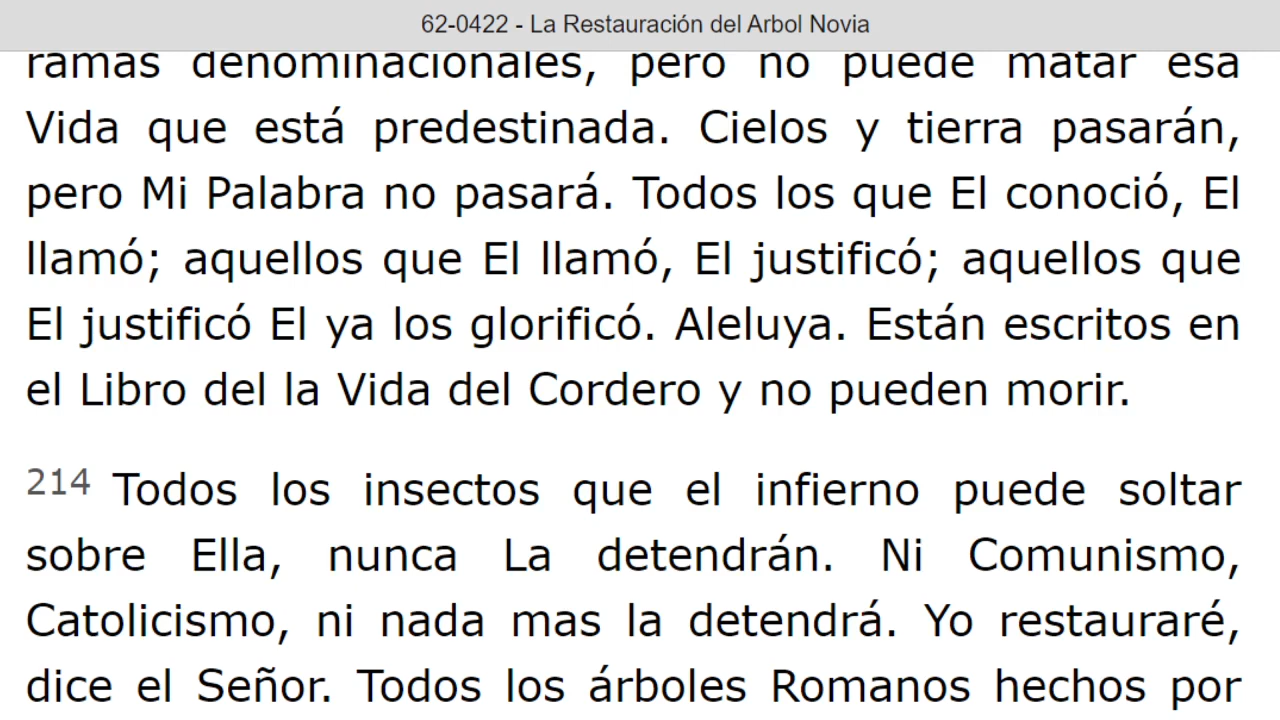 62-0422 - La Restauración del Arbol Novia
ramas denominacionales, pero no puede matar esa
Vida que está predestinada. Cielos y tierra pasarán,
pero Mi Palabra no pasará. Todos los que El conoció, El
llamó; aquellos que El llamó, El justificó; aquellos que
El justificó El ya los glorificó. Aleluya. Están escritos en
el Libro del la Vida del Cordero y no pueden morir.
214 Todos los insectos que el infierno puede soltar
sobre Ella, nunca La detendrán. Ni Comunismo,
Catolicismo, ni nada mas la detendrá. Yo restauraré,
dice el Señor. Todos los árboles Romanos hechos por